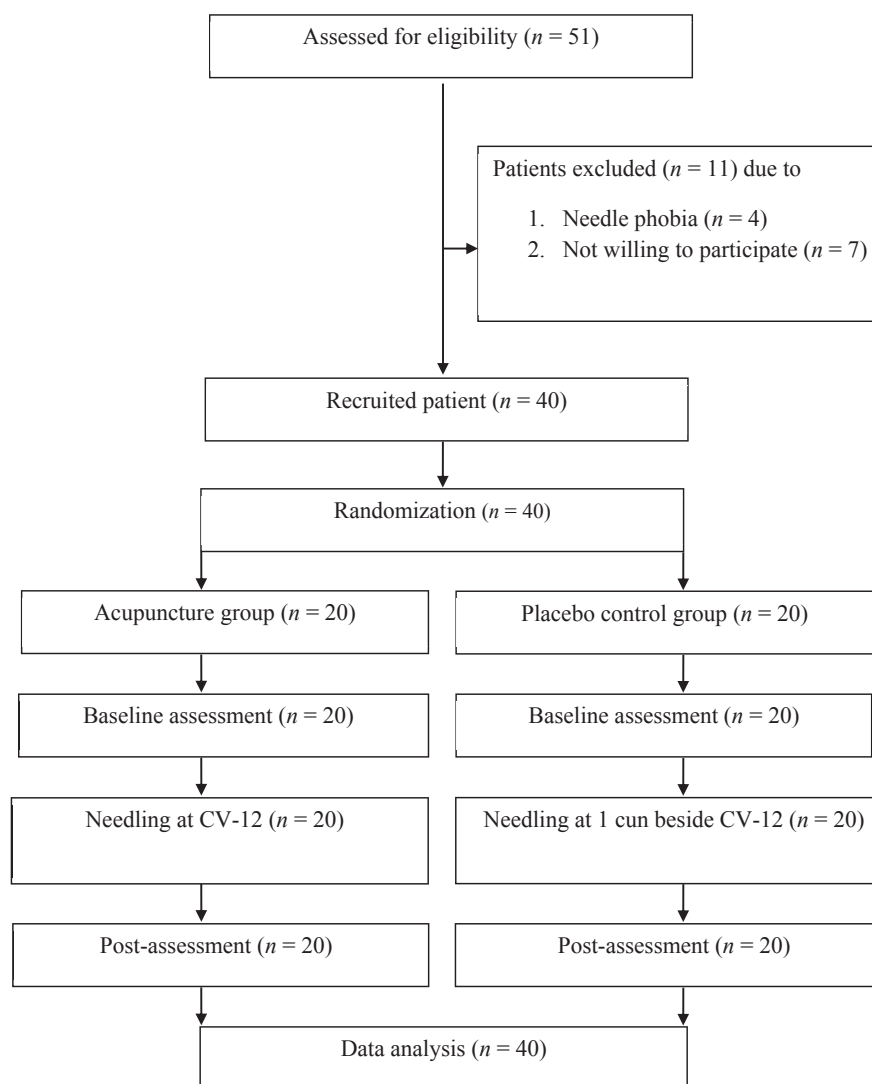 Assessed for eligibility (n = 51)
Patients excluded (n = 11) due to
1. Needle phobia (n = 4)
2. Not willing to participate (n = 7)
Recruited patient (n = 40)
Randomization (n = 40)
Acupuncture group (n = 20)
Placebo control group (n = 20)
Baseline assessment (n = 20)
Baseline assessment (n = 20)
Needling at CV-12 (n = 20)
Needling at 1 cun beside CV-12 (n = 20)
Post-assessment (n = 20)
Post-assessment (n = 20)
Data analysis (n = 40)